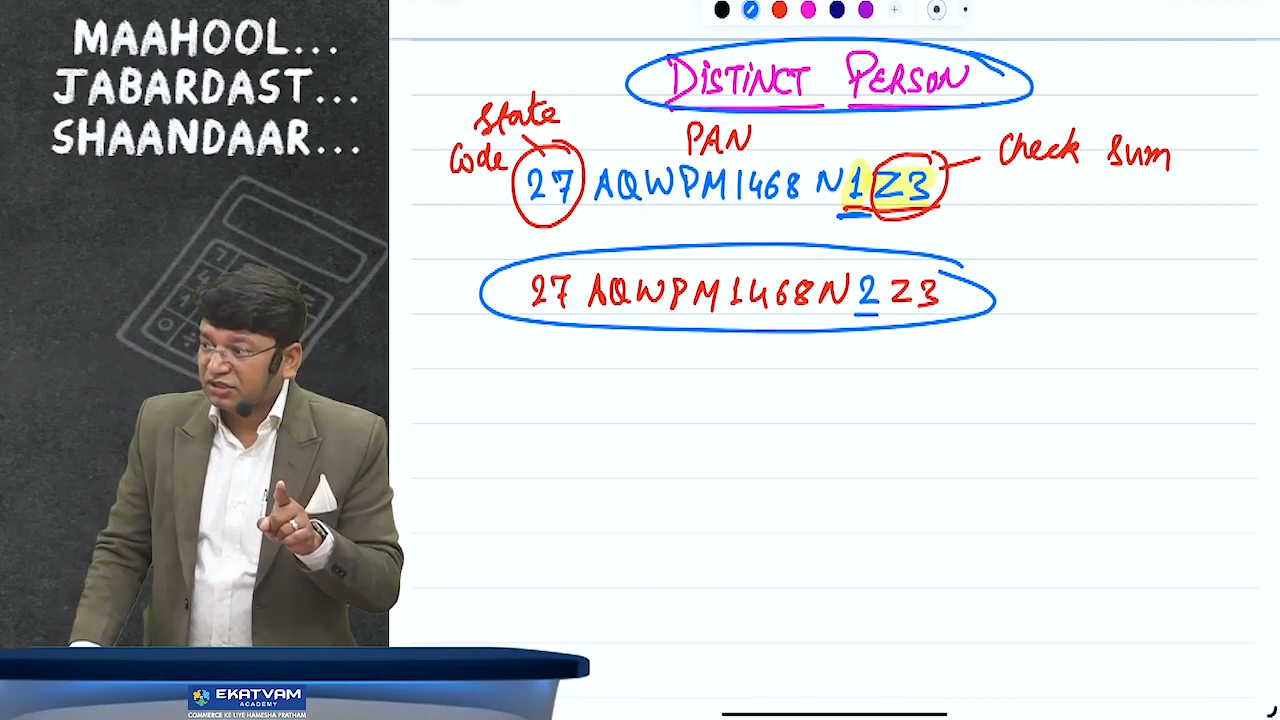 MAAHOOL...
JABARDAST...
SHAANDAAR...
DISTINCT PERSON
State Code
PAN
Check Sum
27 AQWPM1468 N1Z3
27 AQWPM1468N2Z3
EKATVAM
ACADEMY
COMMERCE KE LIYE HAMESHA PRATHAM